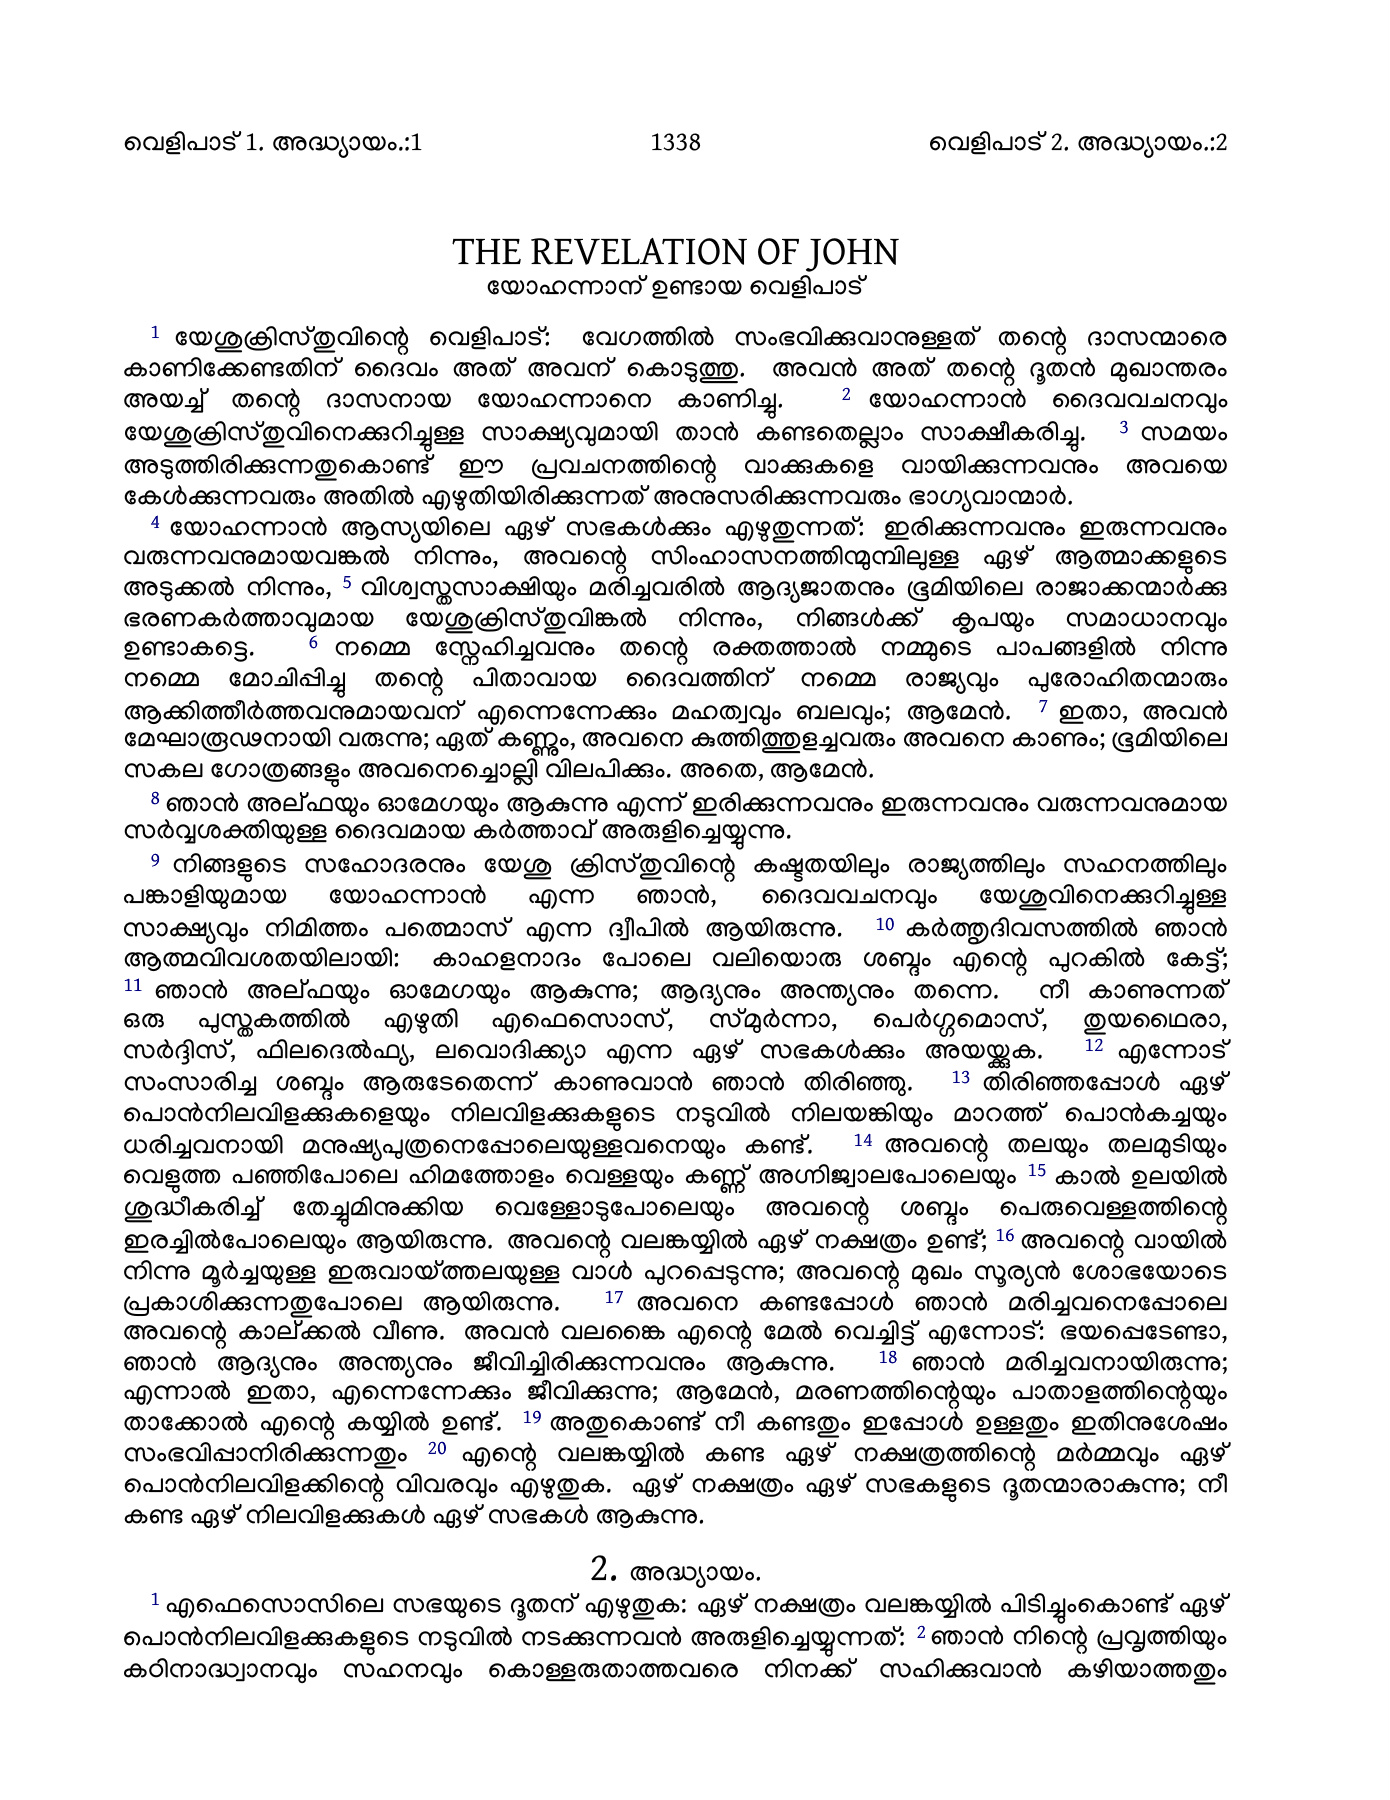 വെളിപാട് 1. അദ്ധ്യായം.:1 1338 വെളിപാട് 2. അദ്ധ്യായം.:2
THE REVELATION OF JOHN
യോഹന്നാന് ഉണ്ടായ വെളിപാട്
1 യേശുക്രിസ്തുവിന്റെ വെളിപാട്: വേഗത്തിൽ സംഭവിക്കുവാനുള്ളത് തന്റെ ദാസന്മാരെ
കാണിക്കേണ്ടതിന് ദൈവം അത് അവന് കൊടുത്തു. അവൻ അത് തന്റെ ദൂതൻ മുഖാന്തരം
അയച്ച് തന്റെ ദാസനായ യോഹന്നാനെ കാണിച്ചു. 2 യോഹന്നാൻ ദൈവവചനവും
യേശുക്രിസ്തുവിനെക്കുറിച്ചുള്ള സാക്ഷ്യവുമായി താൻ കണ്ടതെല്ലാം സാക്ഷീകരിച്ചു. 3 സമയം
അടുത്തിരിക്കുന്നതുകൊണ്ട് ഈ പ്രവചനത്തിന്റെ വാക്കുകളെ വായിക്കുന്നവനും അവയെ
കേൾക്കുന്നവരും അതിൽ എഴുതിയിരിക്കുന്നത് അനുസരിക്കുന്നവരും ഭാഗ്യവാന്മാർ.
4 യോഹന്നാൻ ആസ്യയിലെ ഏഴ് സഭകൾക്കും എഴുതുന്നത്: ഇരിക്കുന്നവനും ഇരുന്നവനും
വരുന്നവനുമായവങ്കൽ നിന്നും, അവന്റെ സിംഹാസനത്തിന്മുമ്പിലുള്ള ഏഴ് ആത്മാക്കളുടെ
അടുക്കൽ നിന്നും, 5 വിശ്വസ്തസാക്ഷിയും മരിച്ചവരിൽ ആദ്യജാതനും ഭൂമിയിലെ രാജാക്കന്മാർക്കു
ഭരണകർത്താവുമായ യേശുക്രിസ്തുവിങ്കൽ നിന്നും, നിങ്ങൾക്ക് കൃപയും സമാധാനവും
ഉണ്ടാകട്ടെ. 6 നമ്മെ സ്നേഹിച്ചവനും തന്റെ രക്തത്താൽ നമ്മുടെ പാപങ്ങളിൽ നിന്നു
നമ്മെ മോചിപ്പിച്ചു തന്റെ പിതാവായ ദൈവത്തിന് നമ്മെ രാജ്യവും പുരോഹിതന്മാരും
ആക്കിത്തീർത്തവനുമായവന് എന്നെന്നേക്കും മഹത്വവും ബലവും; ആമേൻ. 7 ഇതാ, അവൻ
മേഘാരൂഢനായി വരുന്നു; ഏത് കണ്ണും, അവനെ കുത്തിത്തുളച്ചവരും അവനെ കാണും; ഭൂമിയിലെ
സകല ഗോത്രങ്ങളും അവനെച്ചൊല്ലി വിലപിക്കും. അതെ, ആമേൻ.
8 ഞാൻ അല്ഫയും ഓമേഗയും ആകുന്നു എന്ന് ഇരിക്കുന്നവനും ഇരുന്നവനും വരുന്നവനുമായ
സർവ്വശക്തിയുള്ള ദൈവമായ കർത്താവ് അരുളിച്ചെയ്യുന്നു.
9 നിങ്ങളുടെ സഹോദരനും യേശു ക്രിസ്തുവിന്റെ കഷ്ടതയിലും രാജ്യത്തിലും സഹനത്തിലും
പങ്കാളിയുമായ യോഹന്നാൻ എന്ന ഞാൻ, ദൈവവചനവും യേശുവിനെക്കുറിച്ചുള്ള
സാക്ഷ്യവും നിമിത്തം പത്മൊസ് എന്ന ദ്വീപിൽ ആയിരുന്നു. 10 കർത്തൃദിവസത്തിൽ ഞാൻ
ആത്മവിവശതയിലായി: കാഹളനാദം പോലെ വലിയൊരു ശബ്ദം എന്റെ പുറകിൽ കേട്ട്;
11 ഞാൻ അല്ഫയും ഓമേഗയും ആകുന്നു; ആദ്യനും അന്ത്യനും തന്നെ. നീ കാണുന്നത്
ഒരു പുസ്തകത്തിൽ എഴുതി എഫെസൊസ്, സ്മുർന്നാ, പെർഗ്ഗമൊസ്, തുയഥൈരാ,
സർദ്ദിസ്, ഫിലദെൽഫ്യ, ലവൊദിക്ക്യാ എന്ന ഏഴ് സഭകൾക്കും അയയ്ക്കുക. 12 എന്നോട്
സംസാരിച്ച ശബ്ദം ആരുടേതെന്ന് കാണുവാൻ ഞാൻ തിരിഞ്ഞു. 13 തിരിഞ്ഞപ്പോൾ ഏഴ്
പൊൻനിലവിളക്കുകളെയും നിലവിളക്കുകളുടെ നടുവിൽ നിലയങ്കിയും മാറത്ത് പൊൻകച്ചയും
ധരിച്ചവനായി മനുഷ്യപുത്രനെപ്പോലെയുള്ളവനെയും കണ്ട്. 14 അവന്റെ തലയും തലമുടിയും
വെളുത്ത പഞ്ഞിപോലെ ഹിമത്തോളം വെള്ളയും കണ്ണ് അഗ്നിജ്വാലപോലെയും 15 കാൽ ഉലയിൽ
ശുദ്ധീകരിച്ച് തേച്ചുമിനുക്കിയ വെള്ളോടുപോലെയും അവന്റെ ശബ്ദം പെരുവെള്ളത്തിന്റെ
ഇരച്ചിൽപോലെയും ആയിരുന്നു. അവന്റെ വലങ്കയ്യിൽ ഏഴ് നക്ഷത്രം ഉണ്ട്; 16 അവന്റെ വായിൽ
നിന്നു മൂർച്ചയുള്ള ഇരുവായ്ത്തലയുള്ള വാൾ പുറപ്പെടുന്നു; അവന്റെ മുഖം സൂര്യൻ ശോഭയോടെ
പ്രകാശിക്കുന്നതുപോലെ ആയിരുന്നു. 17 അവനെ കണ്ടപ്പോൾ ഞാൻ മരിച്ചവനെപ്പോലെ
അവന്റെ കാല്ക്കൽ വീണു. അവൻ വലങ്കൈ എന്റെ മേൽ വെച്ചിട്ട് എന്നോട്: ഭയപ്പെടേണ്ടാ,
ഞാൻ ആദ്യനും അന്ത്യനും ജീവിച്ചിരിക്കുന്നവനും ആകുന്നു. 18 ഞാൻ മരിച്ചവനായിരുന്നു;
എന്നാൽ ഇതാ, എന്നെന്നേക്കും ജീവിക്കുന്നു; ആമേൻ, മരണത്തിന്റെയും പാതാളത്തിന്റെയും
താക്കോൽ എന്റെ കയ്യിൽ ഉണ്ട്. 19 അതുകൊണ്ട് നീ കണ്ടതും ഇപ്പോൾ ഉള്ളതും ഇതിനുശേഷം
സംഭവിപ്പാനിരിക്കുന്നതും 20 എന്റെ വലങ്കയ്യിൽ കണ്ട ഏഴ് നക്ഷത്രത്തിന്റെ മർമ്മവും ഏഴ്
പൊൻനിലവിളക്കിന്റെ വിവരവും എഴുതുക. ഏഴ് നക്ഷത്രം ഏഴ് സഭകളുടെ ദൂതന്മാരാകുന്നു; നീ
കണ്ട ഏഴ് നിലവിളക്കുകൾ ഏഴ് സഭകൾ ആകുന്നു.
2. അദ്ധ്യായം.
1 എഫെസൊസിലെ സഭയുടെ ദൂതന് എഴുതുക: ഏഴ് നക്ഷത്രം വലങ്കയ്യിൽ പിടിച്ചുംകൊണ്ട് ഏഴ്
പൊൻനിലവിളക്കുകളുടെ നടുവിൽ നടക്കുന്നവൻ അരുളിച്ചെയ്യുന്നത്: 2 ഞാൻ നിന്റെ പ്രവൃത്തിയും
കഠിനാദ്ധ്വാനവും സഹനവും കൊള്ളരുതാത്തവരെ നിനക്ക് സഹിക്കുവാൻ കഴിയാത്തതും